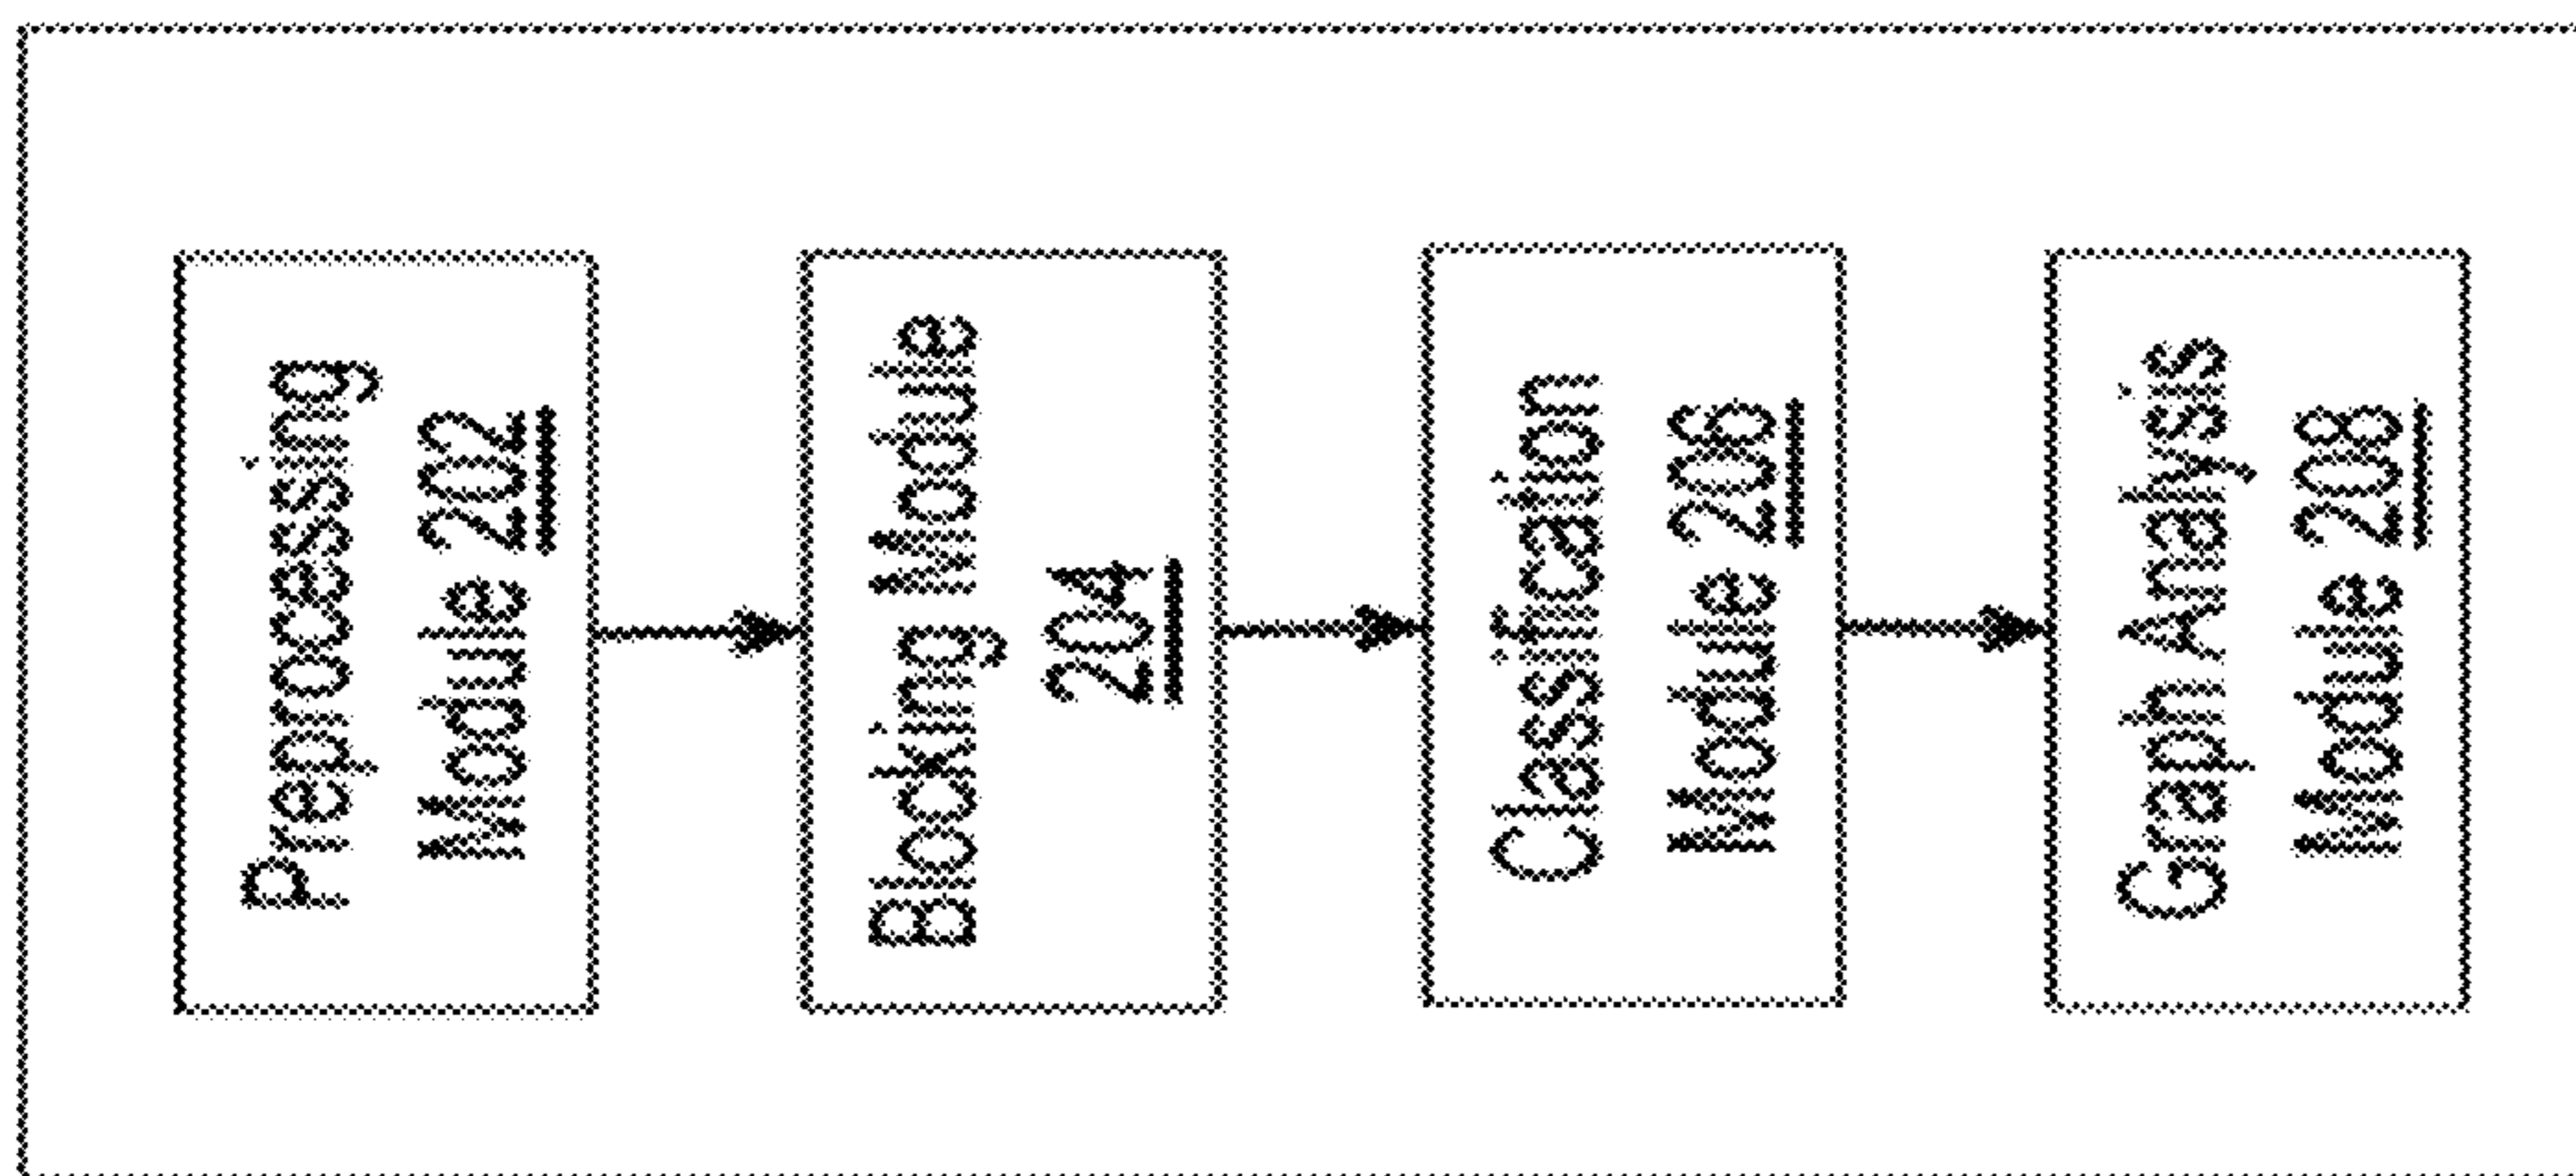 Preprocessing
Module 202
Blocking Module
204
Classification
Module 206
Graph Analysis
Module 208